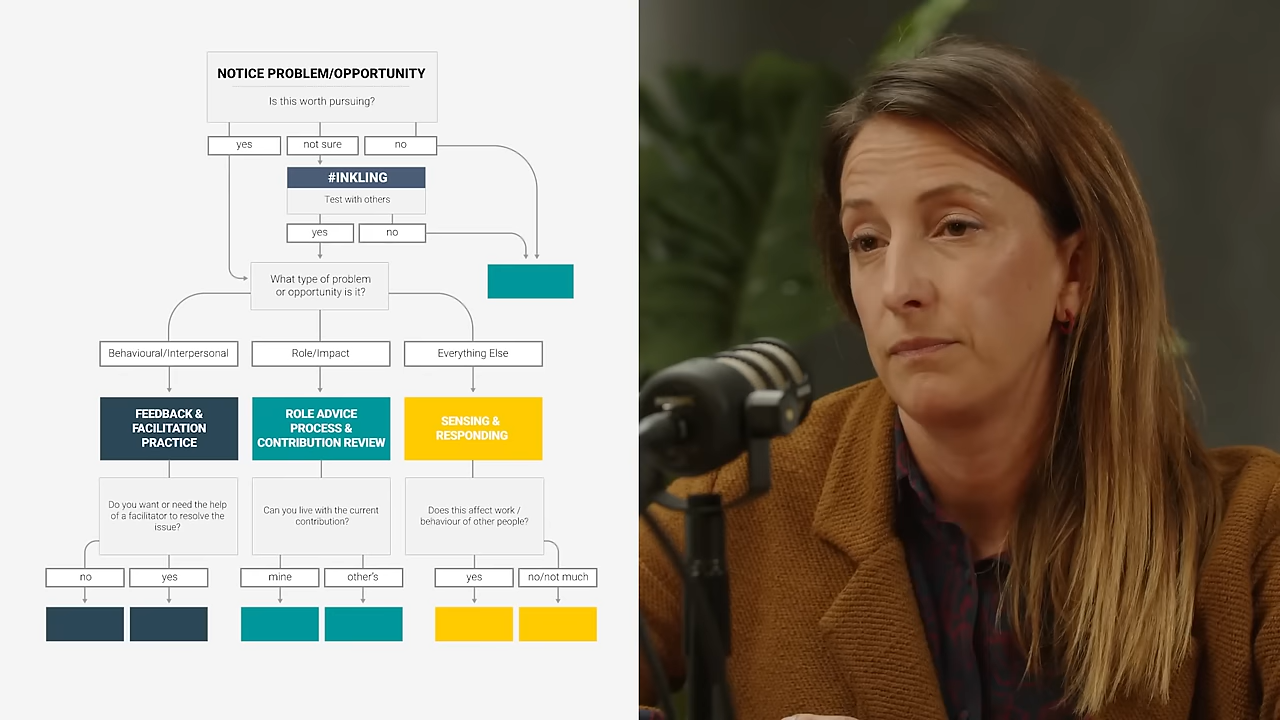 NOTICE PROBLEM/OPPORTUNITY
Is this worth pursuing?
yes
not sure
no
#INKLING
Test with others
yes
no
What type of problem
or opportunity is it?
Behavioural/Interpersonal
Role/Impact
Everything Else
FEEDBACK &
FACILITATION
PRACTICE
ROLE ADVICE
PROCESS &
CONTRIBUTION REVIEW
SENSING &
RESPONDING
Do you want or need the help
of a facilitator to resolve the
issue?
Can you live with the current
contribution?
Does this affect work /
behaviour of other people?
no
yes
mine
other's
yes
no/not much